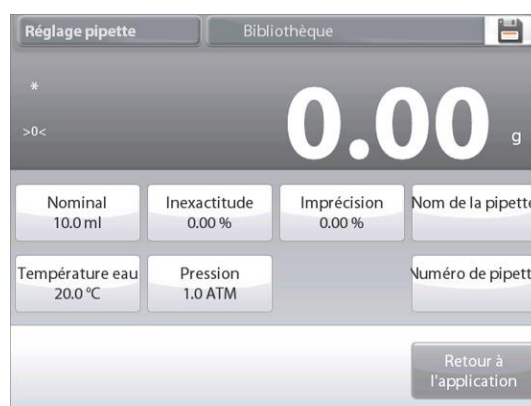 Réglage pipette
Bibliothèque
*
>0<
0.00 g
Nominal
10.0 ml
Inexactitude
0.00 %
Imprécision
0.00 %
Nom de la pipette
Température eau
20.0 °C
Pression
1.0 ATM
Numéro de pipett
Retour à
l'application